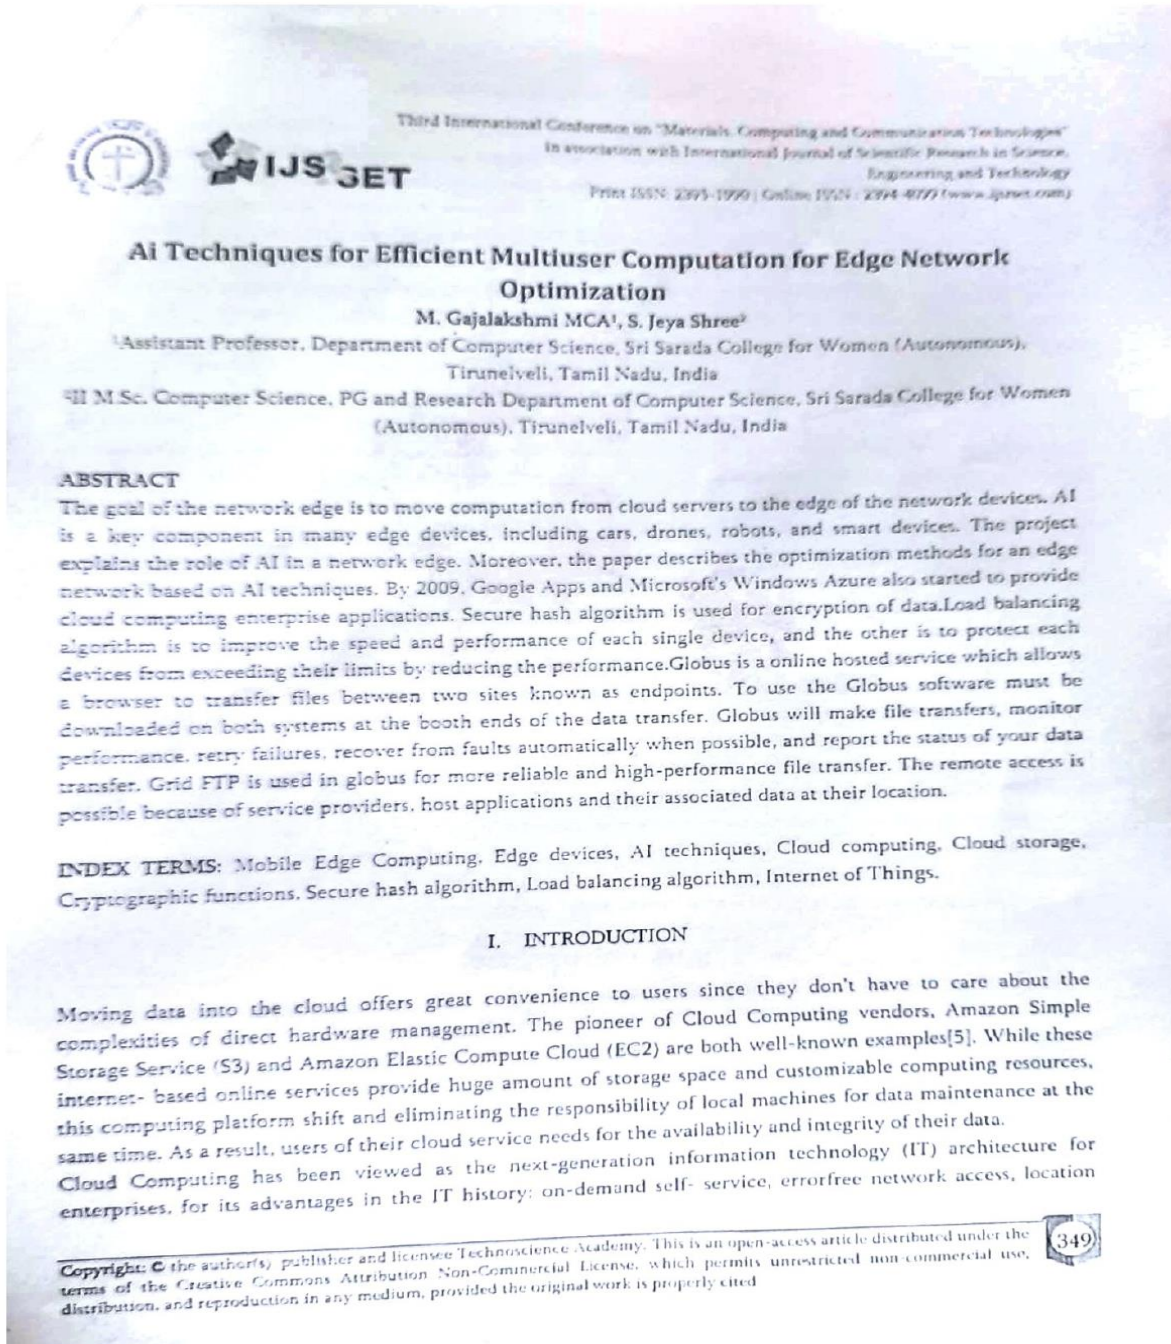 IJS SET
Third International Conference on "Materials, Computing and Communication Technologies"
In association with International Journal of Scientific Research in Science,
Engineering and Technology
Print ISSN: 2395-1990 | Online ISSN : 2394-4099 (www.ijsrset.com)
Ai Techniques for Efficient Multiuser Computation for Edge Network
Optimization
M. Gajalakshmi MCA¹, S. Jeya Shree²
¹Assistant Professor, Department of Computer Science, Sri Sarada College for Women (Autonomous),
Tirunelveli, Tamil Nadu, India
²II M.Sc. Computer Science, PG and Research Department of Computer Science, Sri Sarada College for Women
(Autonomous), Tirunelveli, Tamil Nadu, India
ABSTRACT
The goal of the network edge is to move computation from cloud servers to the edge of the network devices. AI
is a key component in many edge devices, including cars, drones, robots, and smart devices. The project
explains the role of AI in a network edge. Moreover, the paper describes the optimization methods for an edge
network based on AI techniques. By 2009, Google Apps and Microsoft's Windows Azure also started to provide
cloud computing enterprise applications. Secure hash algorithm is used for encryption of data.Load balancing
algorithm is to improve the speed and performance of each single device, and the other is to protect each
devices from exceeding their limits by reducing the performance.Globus is a online hosted service which allows
a browser to transfer files between two sites known as endpoints. To use the Globus software must be
downloaded on both systems at the booth ends of the data transfer. Globus will make file transfers, monitor
performance, retry failures, recover from faults automatically when possible, and report the status of your data
transfer. Grid FTP is used in globus for more reliable and high-performance file transfer. The remote access is
possible because of service providers, host applications and their associated data at their location.
INDEX TERMS: Mobile Edge Computing, Edge devices, AI techniques, Cloud computing, Cloud storage,
Cryptographic functions, Secure hash algorithm, Load balancing algorithm, Internet of Things.
I. INTRODUCTION
Moving data into the cloud offers great convenience to users since they don't have to care about the
complexities of direct hardware management. The pioneer of Cloud Computing vendors, Amazon Simple
Storage Service (S3) and Amazon Elastic Compute Cloud (EC2) are both well-known examples[5]. While these
internet- based online services provide huge amount of storage space and customizable computing resources,
this computing platform shift and eliminating the responsibility of local machines for data maintenance at the
same time. As a result, users of their cloud service needs for the availability and integrity of their data.
Cloud Computing has been viewed as the next-generation information technology (IT) architecture for
enterprises, for its advantages in the IT history: on-demand self- service, errorfree network access, location
Copyright: © the author(s), publisher and licensee Technoscience Academy. This is an open-access article distributed under the
terms of the Creative Commons Attribution Non-Commercial License, which permits unrestricted non-commercial use,
distribution, and reproduction in any medium, provided the original work is properly cited
349